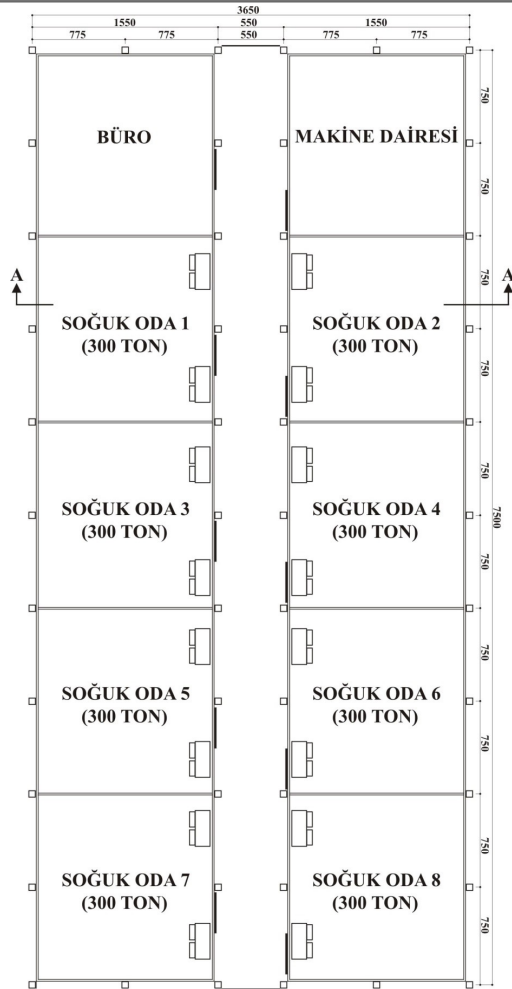 3650
1550 550 1550
775 775 550 775 775
BÜRO
MAKİNE DAİRESİ
750
750
A
A
750
SOĞUK ODA 1
(300 TON)
SOĞUK ODA 2
(300 TON)
750
750
SOĞUK ODA 3
(300 TON)
SOĞUK ODA 4
(300 TON)
7500
750
750
SOĞUK ODA 5
(300 TON)
SOĞUK ODA 6
(300 TON)
750
750
SOĞUK ODA 7
(300 TON)
SOĞUK ODA 8
(300 TON)
750